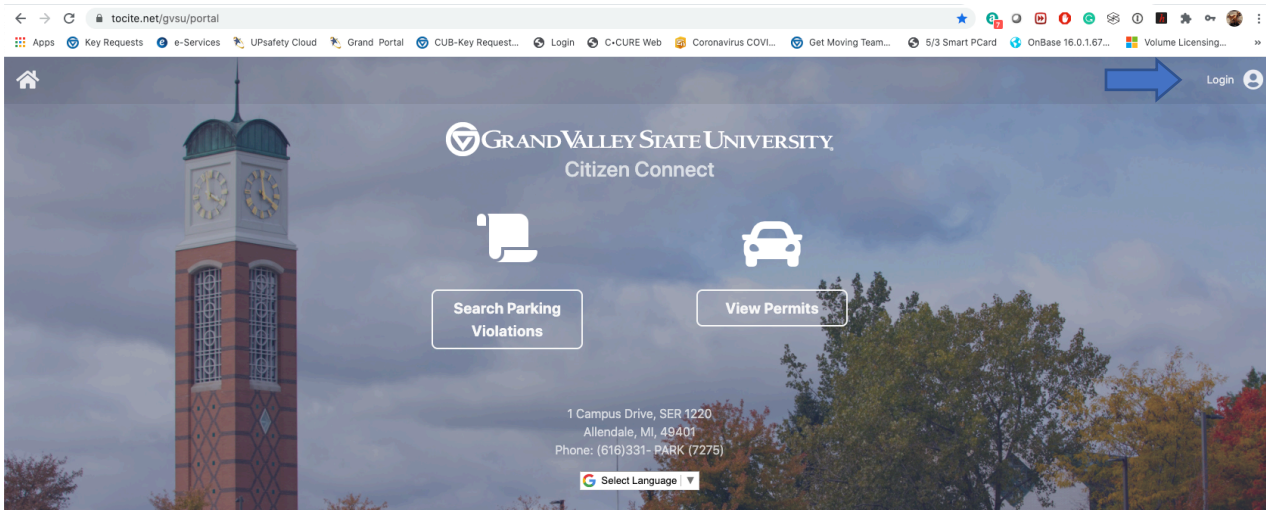 tocite.net/gvsu/portal
7
Apps Key Requests e-Services UPsafety Cloud Grand Portal CUB-Key Request... Login C•CURE Web Coronavirus COVI... Get Moving Team... 5/3 Smart PCard OnBase 16.0.1.67... Volume Licensing... »
Login
GRAND VALLEY STATE UNIVERSITY
Citizen Connect
Search Parking
Violations
View Permits
1 Campus Drive, SER 1220
Allendale, MI, 49401
Phone: (616)331- PARK (7275)
G Select Language ▼